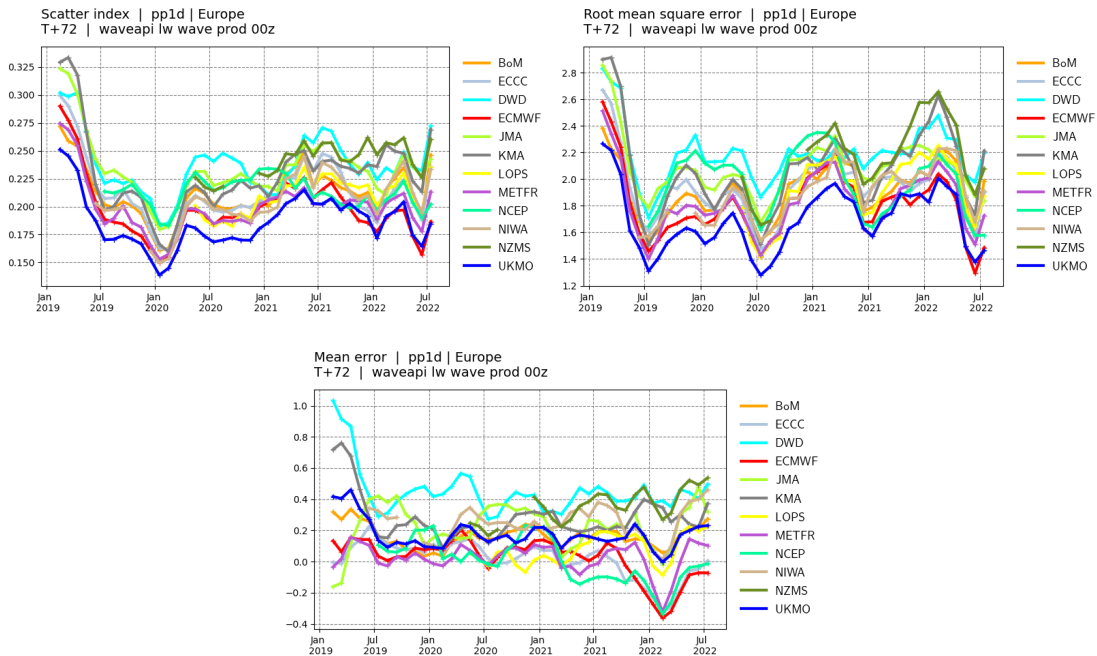 Scatter index | pp1d | Europe
T+72 | waveapi lw wave prod 00z
0.325
0.300
0.275
0.250
0.225
0.200
0.175
0.150
Jan 2019
Jul
Jan 2020
Jul 2020
Jan 2021
Jul 2021
Jan 2022
Jul 2022
BoM
ECCC
DWD
ECMWF
JMA
KMA
LOPS
METFR
NCEP
NIWA
NZMS
UKMO
Root mean square error | pp1d | Europe
T+72 | waveapi lw wave prod 00z
2.8
2.6
2.4
2.2
2.0
1.8
1.6
1.4
1.2
Jan 2019
Jul
Jan 2020
Jul 2020
Jan 2021
Jul 2021
Jan 2022
Jul 2022
BoM
ECCC
DWD
ECMWF
JMA
KMA
LOPS
METFR
NCEP
NIWA
NZMS
UKMO
Mean error | pp1d | Europe
T+72 | waveapi lw wave prod 00z
1.0
0.8
0.6
0.4
0.2
0.0
−0.2
−0.4
Jan 2019
Jul
Jan 2020
Jul 2020
Jan 2021
Jul 2021
Jan 2022
Jul 2022
BoM
ECCC
DWD
ECMWF
JMA
KMA
LOPS
METFR
NCEP
NIWA
NZMS
UKMO